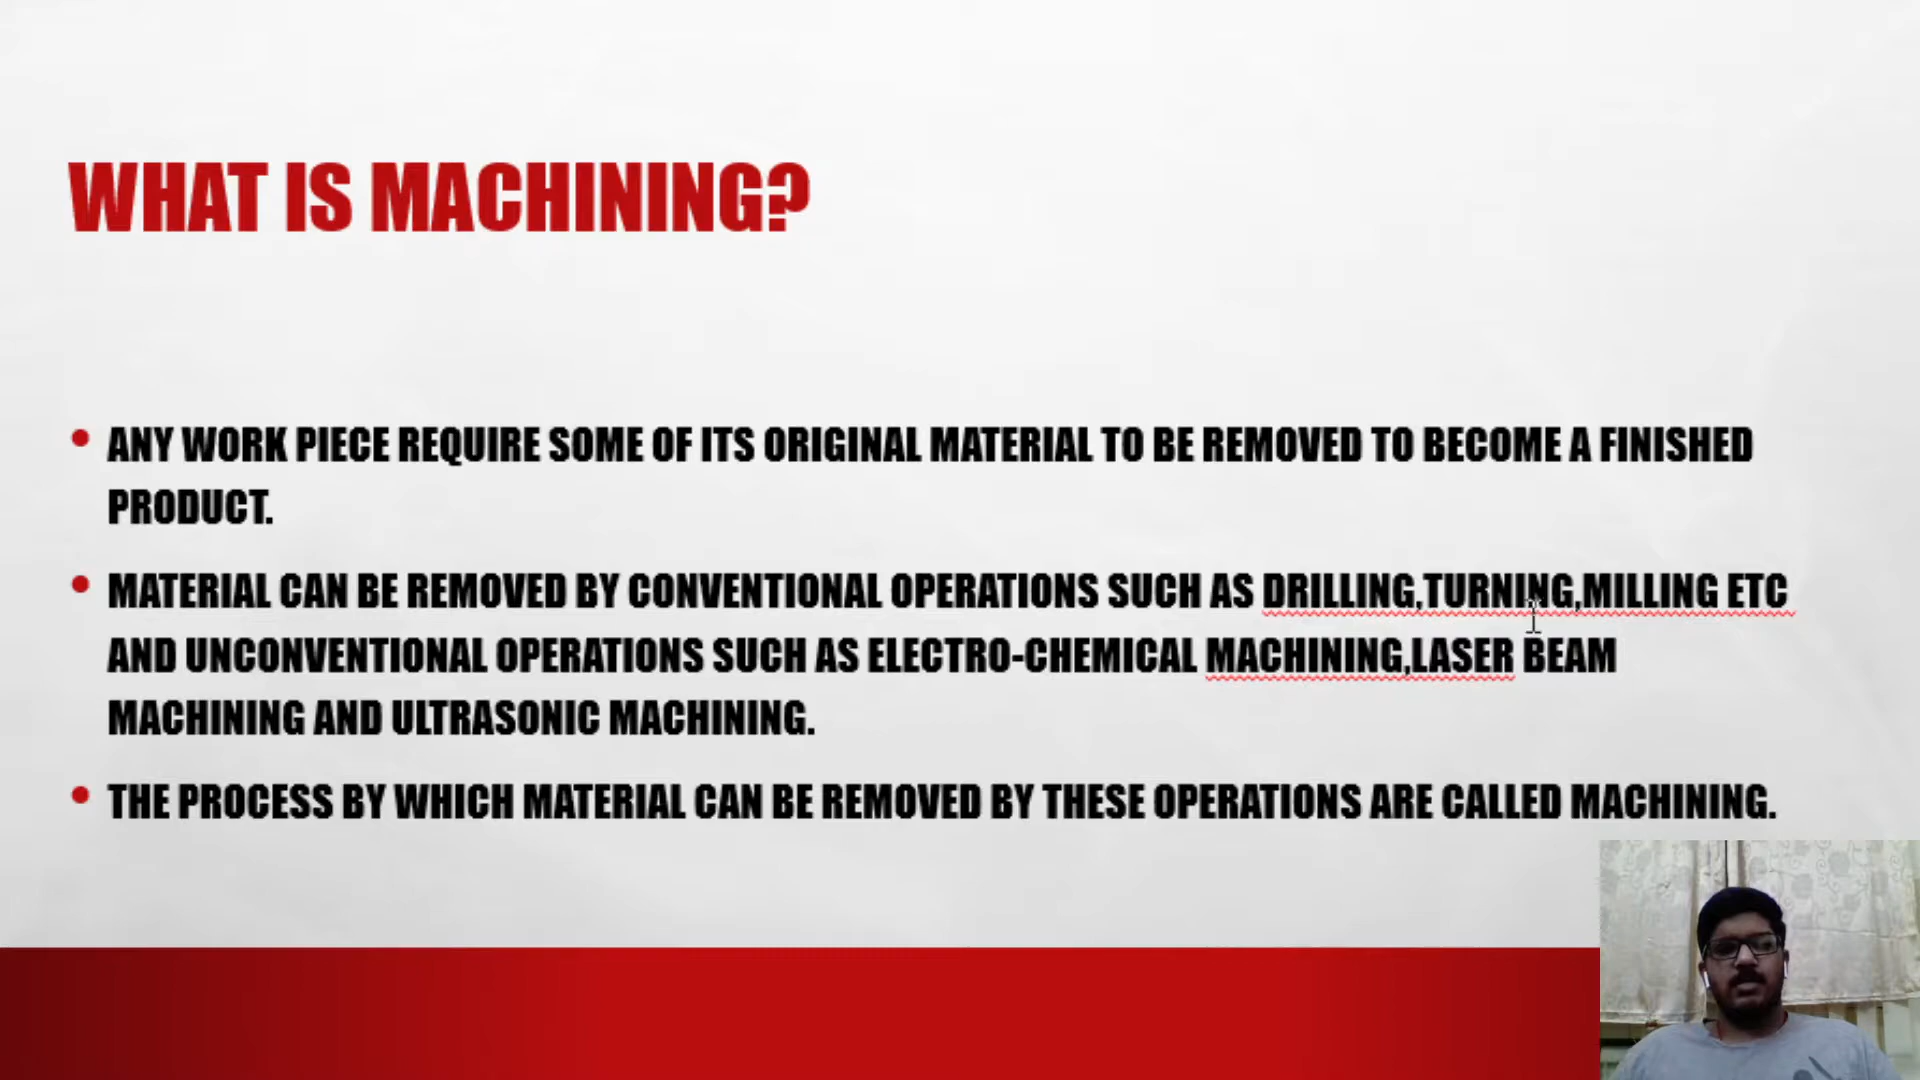 WHAT IS MACHINING?
• ANY WORK PIECE REQUIRE SOME OF ITS ORIGINAL MATERIAL TO BE REMOVED TO BECOME A FINISHED
PRODUCT.
• MATERIAL CAN BE REMOVED BY CONVENTIONAL OPERATIONS SUCH AS DRILLING,TURNING,MILLING ETC
AND UNCONVENTIONAL OPERATIONS SUCH AS ELECTRO-CHEMICAL MACHINING,LASER BEAM
MACHINING AND ULTRASONIC MACHINING.
• THE PROCESS BY WHICH MATERIAL CAN BE REMOVED BY THESE OPERATIONS ARE CALLED MACHINING.